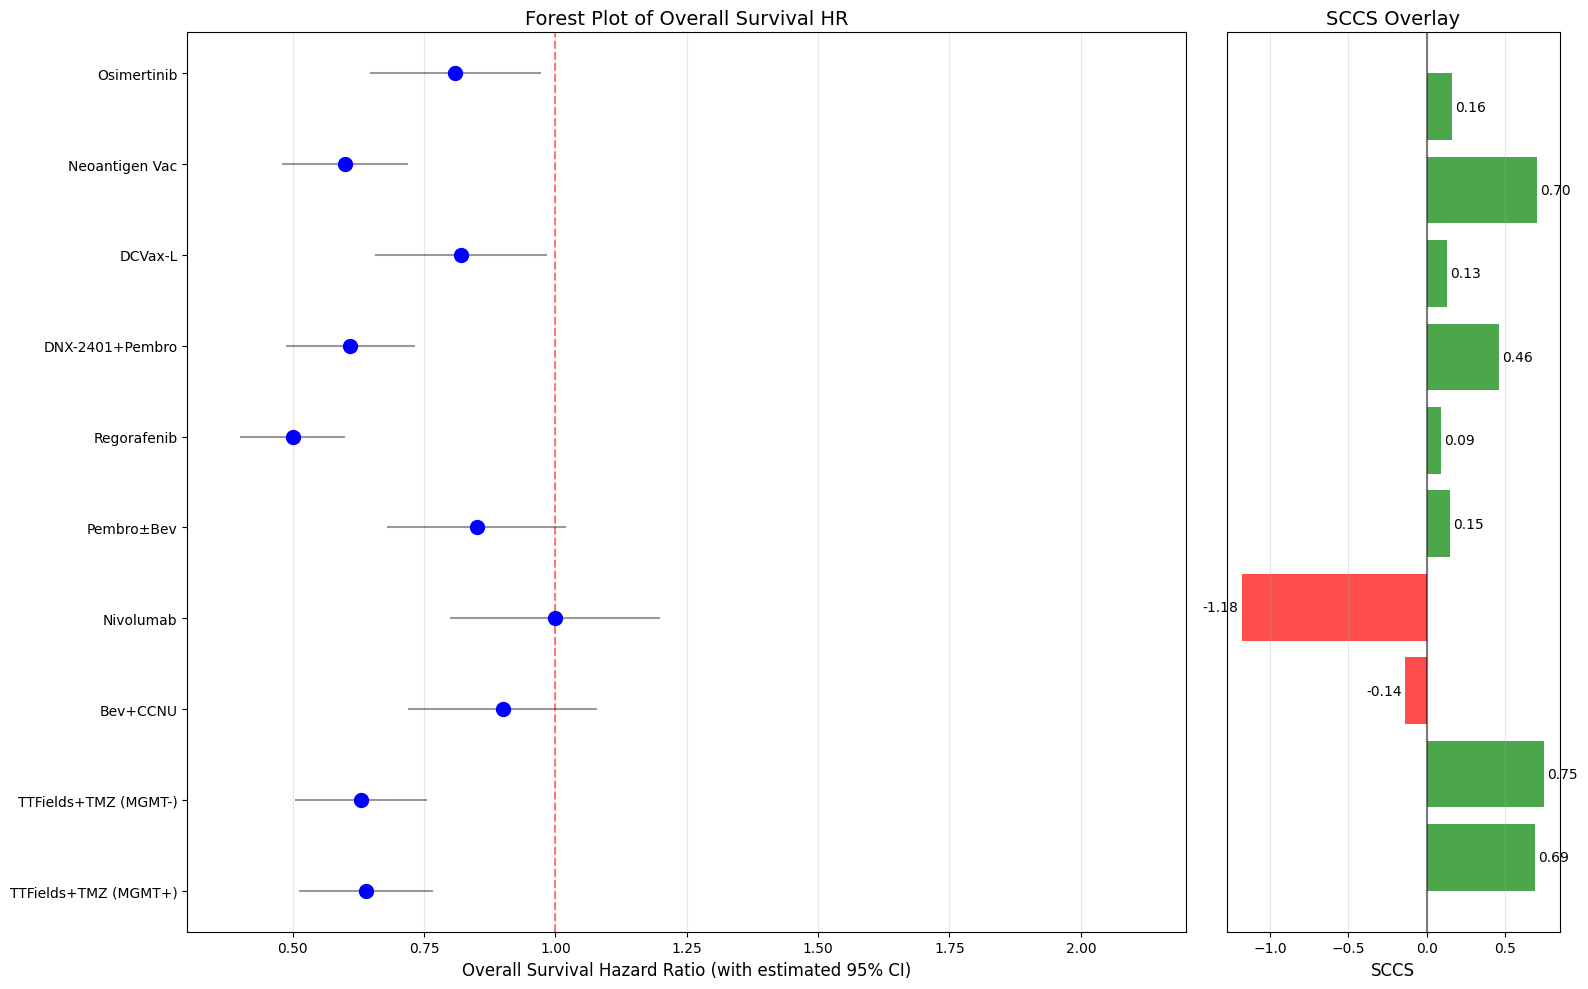 Forest Plot of Overall Survival HR
Osimertinib
Neoantigen Vac
DCVax-L
DNX-2401+Pembro
Regorafenib
Pembro±Bev
Nivolumab
Bev+CCNU
TTFields+TMZ (MGMT-)
TTFields+TMZ (MGMT+)
0.50 0.75 1.00 1.25 1.50 1.75 2.00
Overall Survival Hazard Ratio (with estimated 95% CI)
SCCS Overlay
0.16
0.70
0.13
0.46
0.09
0.15
-1.18
-0.14
0.75
0.69
−1.0 −0.5 0.0 0.5
SCCS